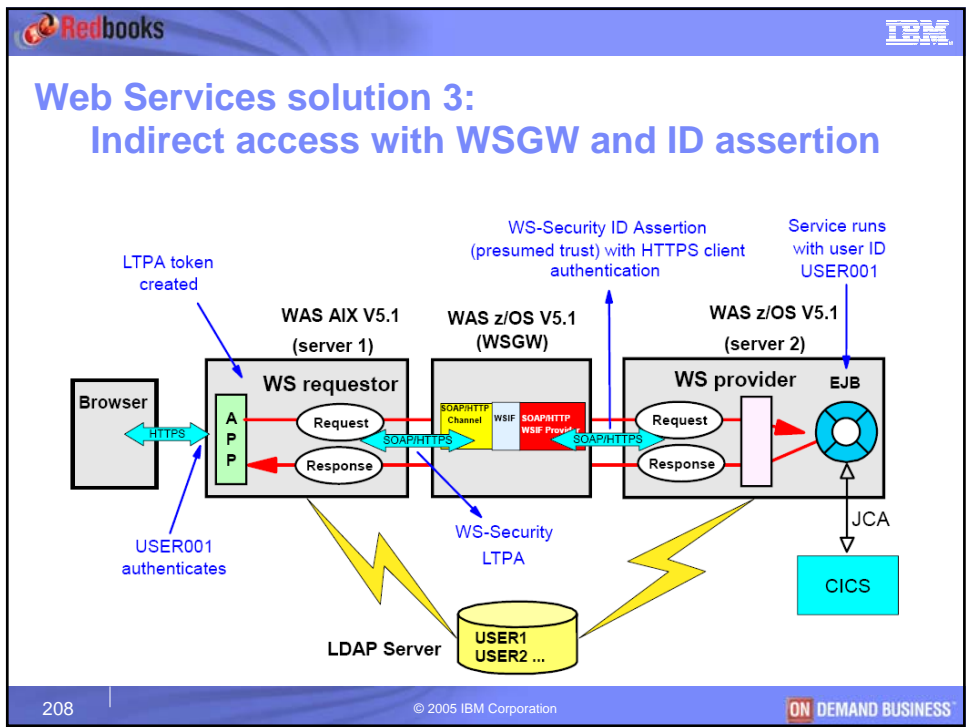 Redbooks
IBM
Web Services solution 3:
Indirect access with WSGW and ID assertion
WS-Security ID Assertion
(presumed trust) with HTTPS client
authentication
Service runs
with user ID
USER001
LTPA token
created
WAS AIX V5.1
(server 1)
WAS z/OS V5.1
(WSGW)
WAS z/OS V5.1
(server 2)
WS requestor
WS provider
EJB
Browser
HTTPS
A
P
P
Request
Response
SOAP/HTTPS
SOAP/HTTP
Channel
WSIF
SOAP/HTTP
WSIF Provider
SOAP/HTTPS
Request
Response
JCA
USER001
authenticates
WS-Security
LTPA
CICS
LDAP Server
USER1
USER2 ...
208
© 2005 IBM Corporation
ON DEMAND BUSINESS™